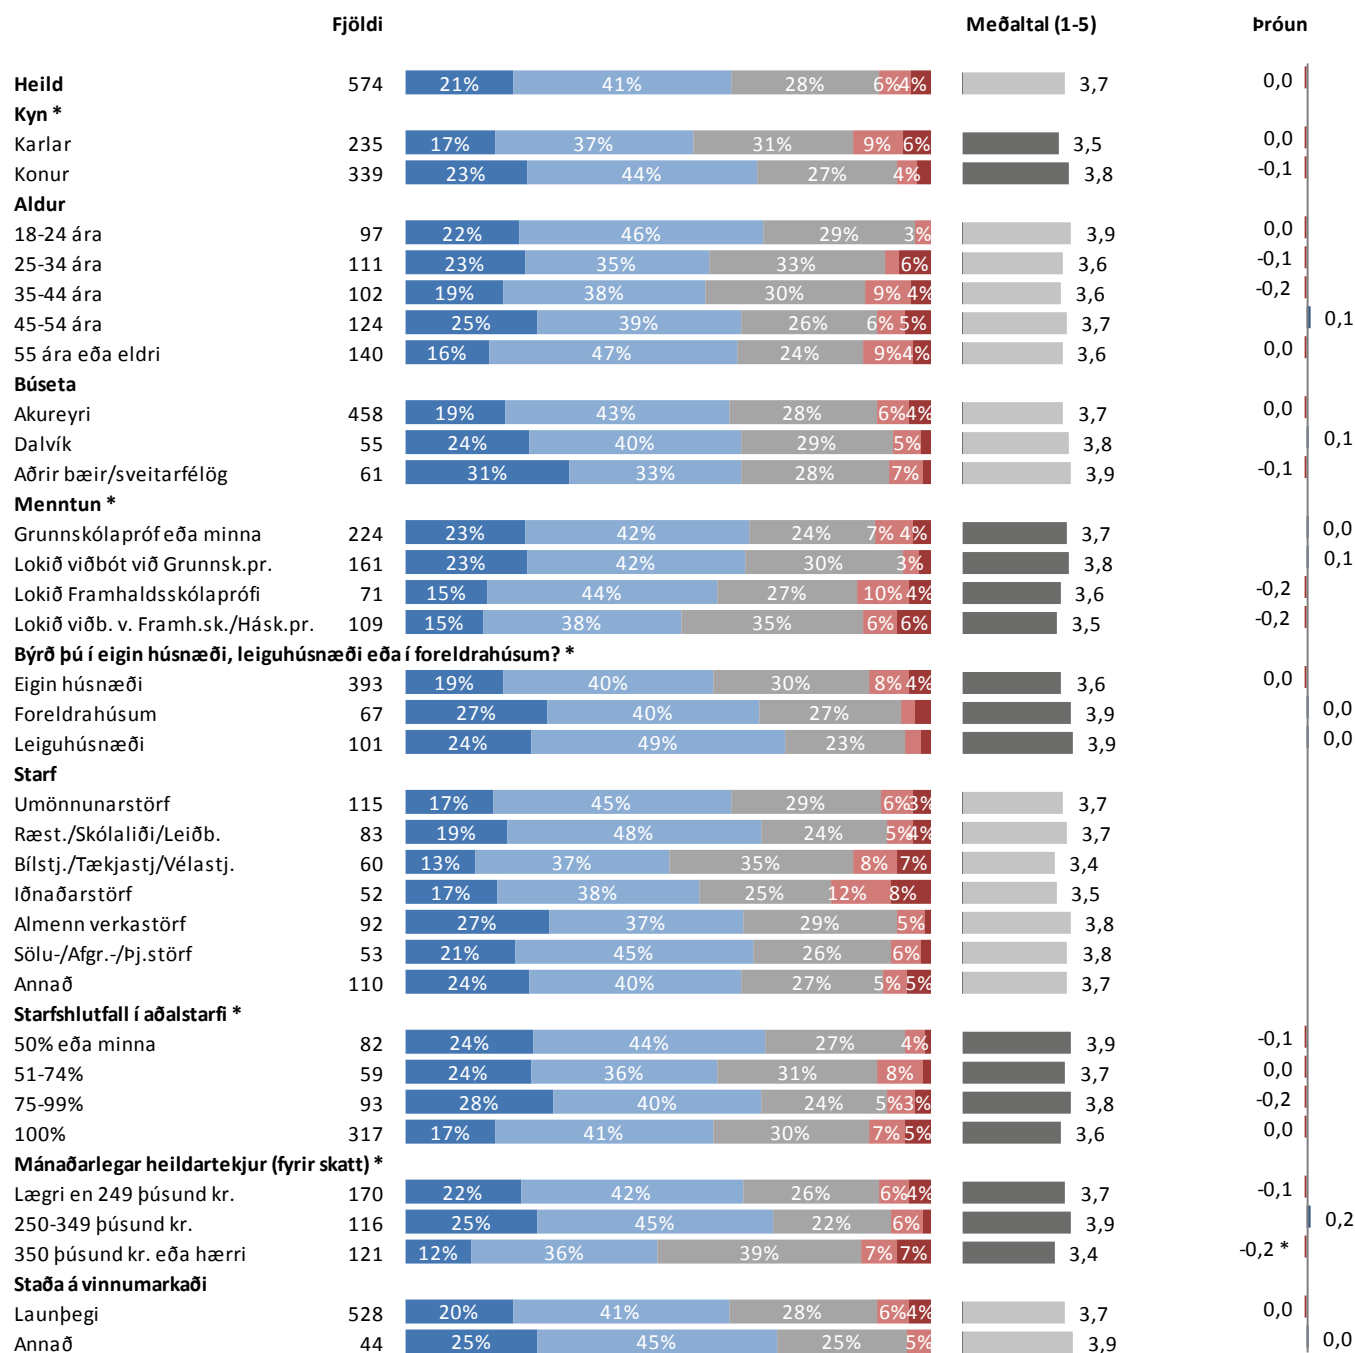 Fjöldi Meðaltal (1-5) Þróun
Heild 574 21% 41% 28% 6% 4% 3,7 0,0
Kyn *
Karlar 235 17% 37% 31% 9% 6% 3,5 0,0
Konur 339 23% 44% 27% 4% 3,8 -0,1
Aldur
18-24 ára 97 22% 46% 29% 3% 3,9 0,0
25-34 ára 111 23% 35% 33% 6% 3,6 -0,1
35-44 ára 102 19% 38% 30% 9% 4% 3,6 -0,2
45-54 ára 124 25% 39% 26% 6% 5% 3,7 0,1
55 ára eða eldri 140 16% 47% 24% 9% 4% 3,6 0,0
Búseta
Akureyri 458 19% 43% 28% 6% 4% 3,7 0,0
Dalvík 55 24% 40% 29% 5% 3,8 0,1
Aðrir bæir/sveitarfélög 61 31% 33% 28% 7% 3,9 -0,1
Menntun *
Grunnskólapróf eða minna 224 23% 42% 24% 7% 4% 3,7 0,0
Lokið viðbót við Grunnsk.pr. 161 23% 42% 30% 3% 3,8 0,1
Lokið Framhaldsskólaprófi 71 15% 44% 27% 10% 4% 3,6 -0,2
Lokið viðb. v. Framh.sk./Hásk.pr. 109 15% 38% 35% 6% 6% 3,5 -0,2
Býrð þú í eigin húsnæði, leiguhúsnæði eða í foreldrahúsum? *
Eigin húsnæði 393 19% 40% 30% 8% 4% 3,6 0,0
Foreldrahúsum 67 27% 40% 27% 3,9 0,0
Leiguhúsnæði 101 24% 49% 23% 3,9 0,0
Starf
Umönnunarstörf 115 17% 45% 29% 6% 3% 3,7
Ræst./Skólaliði/Leiðb. 83 19% 48% 24% 5% 4% 3,7
Bílstj./Tækjastj/Vélastj. 60 13% 37% 35% 8% 7% 3,4
Iðnaðarstörf 52 17% 38% 25% 12% 8% 3,5
Almenn verkastörf 92 27% 37% 29% 5% 3,8
Sölu-/Afgr.-/Þj.störf 53 21% 45% 26% 6% 3,8
Annað 110 24% 40% 27% 5% 5% 3,7
Starfshlutfall í aðalstarfi *
50% eða minna 82 24% 44% 27% 4% 3,9 -0,1
51-74% 59 24% 36% 31% 8% 3,7 0,0
75-99% 93 28% 40% 24% 5% 3% 3,8 -0,2
100% 317 17% 41% 30% 7% 5% 3,6 0,0
Mánaðarlegar heildartekjur (fyrir skatt) *
Lægri en 249 þúsund kr. 170 22% 42% 26% 6% 4% 3,7 -0,1
250-349 þúsund kr. 116 25% 45% 22% 6% 3,9 0,2
350 þúsund kr. eða hærri 121 12% 36% 39% 7% 7% 3,4 -0,2 *
Staða á vinnumarkaði
Launþegi 528 20% 41% 28% 6% 4% 3,7 0,0
Annað 44 25% 45% 25% 5% 3,9 0,0